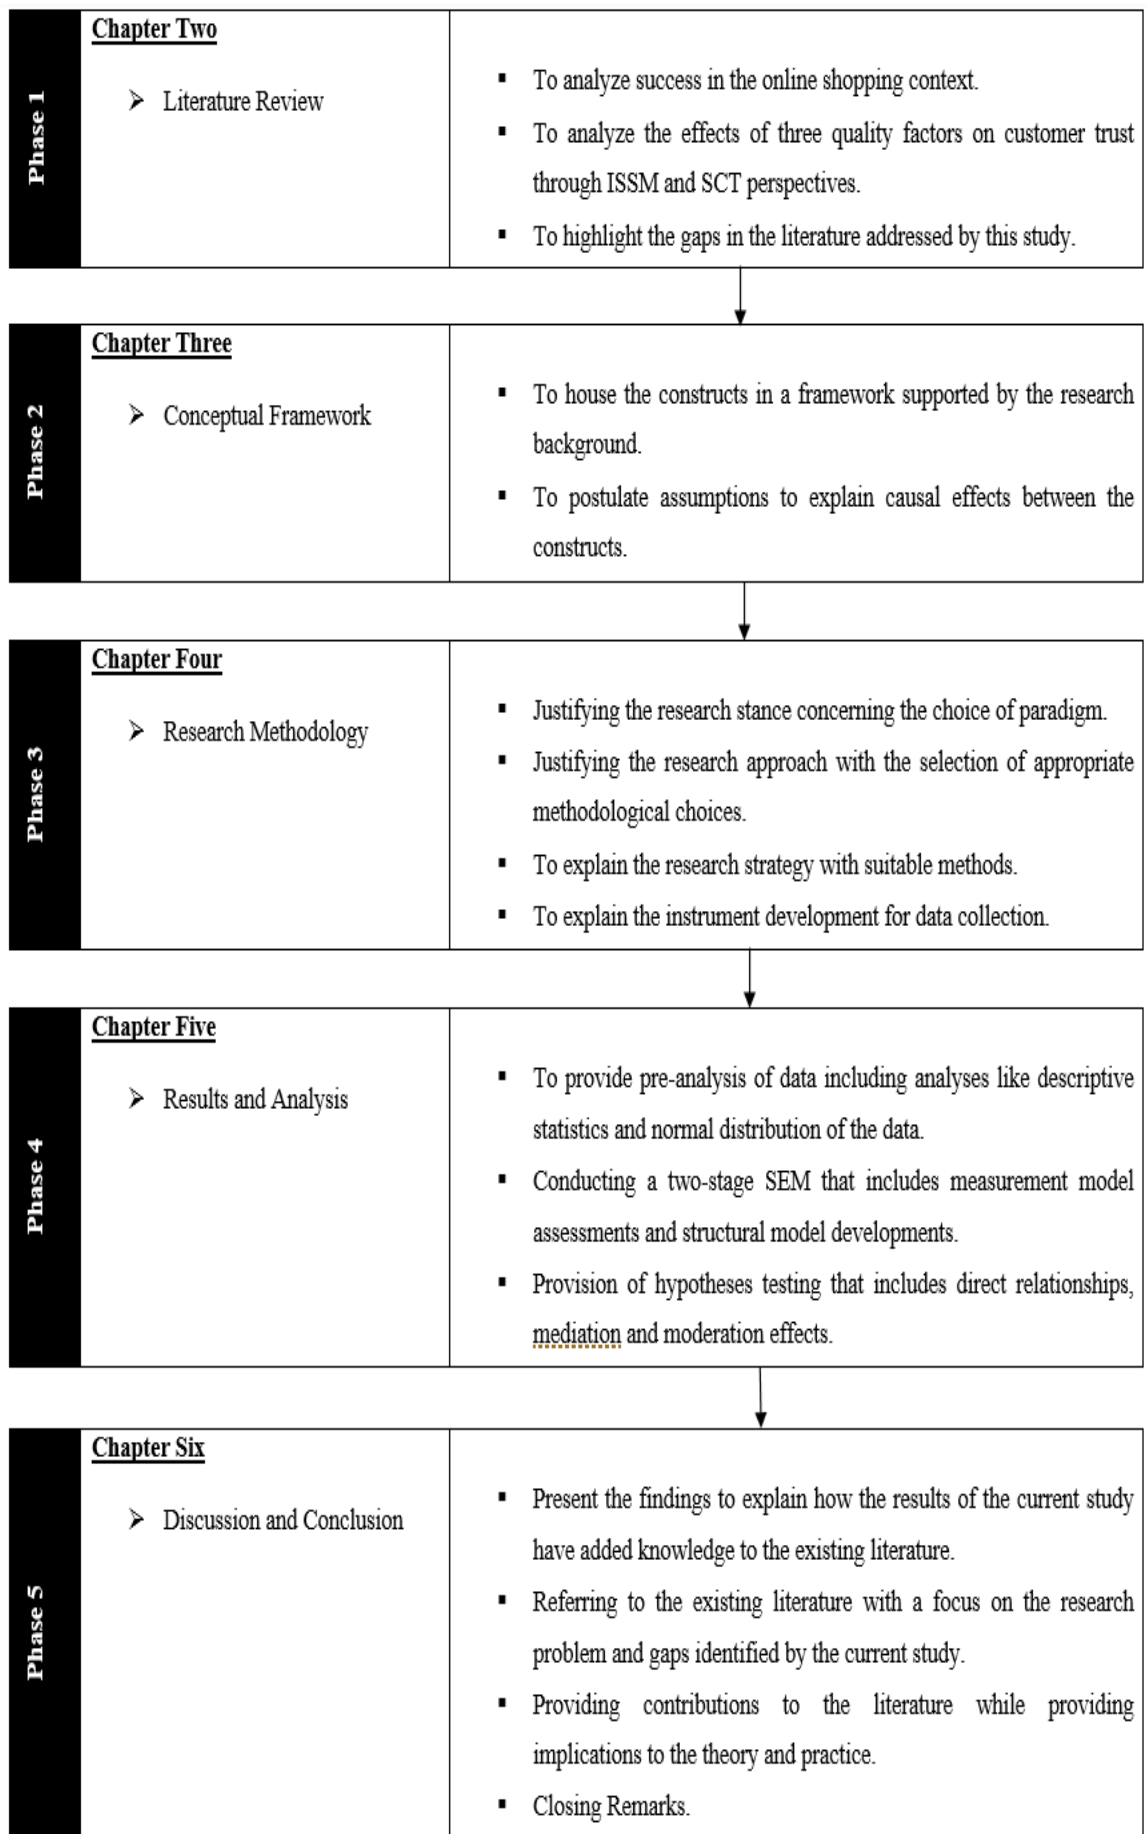 Phase 1
Chapter Two
➤ Literature Review
▪ To analyze success in the online shopping context.
▪ To analyze the effects of three quality factors on customer trust
through ISSM and SCT perspectives.
▪ To highlight the gaps in the literature addressed by this study.
Phase 2
Chapter Three
➤ Conceptual Framework
▪ To house the constructs in a framework supported by the research
background.
▪ To postulate assumptions to explain causal effects between the
constructs.
Phase 3
Chapter Four
➤ Research Methodology
▪ Justifying the research stance concerning the choice of paradigm.
▪ Justifying the research approach with the selection of appropriate
methodological choices.
▪ To explain the research strategy with suitable methods.
▪ To explain the instrument development for data collection.
Phase 4
Chapter Five
➤ Results and Analysis
▪ To provide pre-analysis of data including analyses like descriptive
statistics and normal distribution of the data.
▪ Conducting a two-stage SEM that includes measurement model
assessments and structural model developments.
▪ Provision of hypotheses testing that includes direct relationships,
mediation and moderation effects.
Phase 5
Chapter Six
➤ Discussion and Conclusion
▪ Present the findings to explain how the results of the current study
have added knowledge to the existing literature.
▪ Referring to the existing literature with a focus on the research
problem and gaps identified by the current study.
▪ Providing contributions to the literature while providing
implications to the theory and practice.
▪ Closing Remarks.